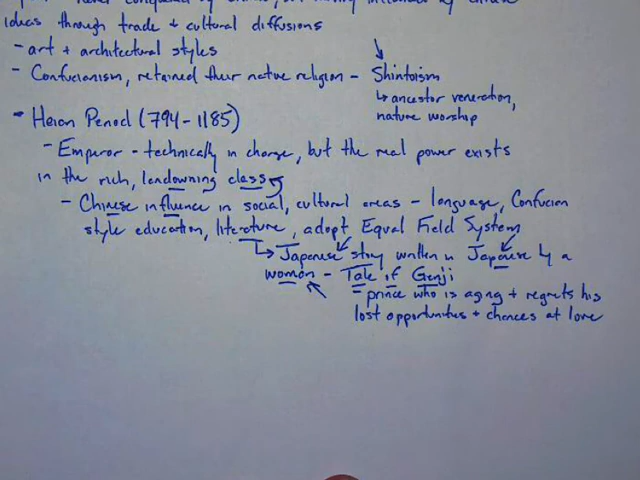 ideas through trade + cultural diffusions
- art + architectural styles
- Confucianism, retained their native religion - Shintoism
↳ ancestor veneration,
nature worship
- Heian Period (794-1185)
- Emperor - technically in charge, but the real power exists
in the rich, landowning class
- Chinese influence in social, cultural areas - language, Confucian
style education, literature, adopt Equal Field System
↳ Japanese story written in Japanese by a
woman - Tale of Genji
= prince who is aging + regrets his
lost opportunities + chances at love